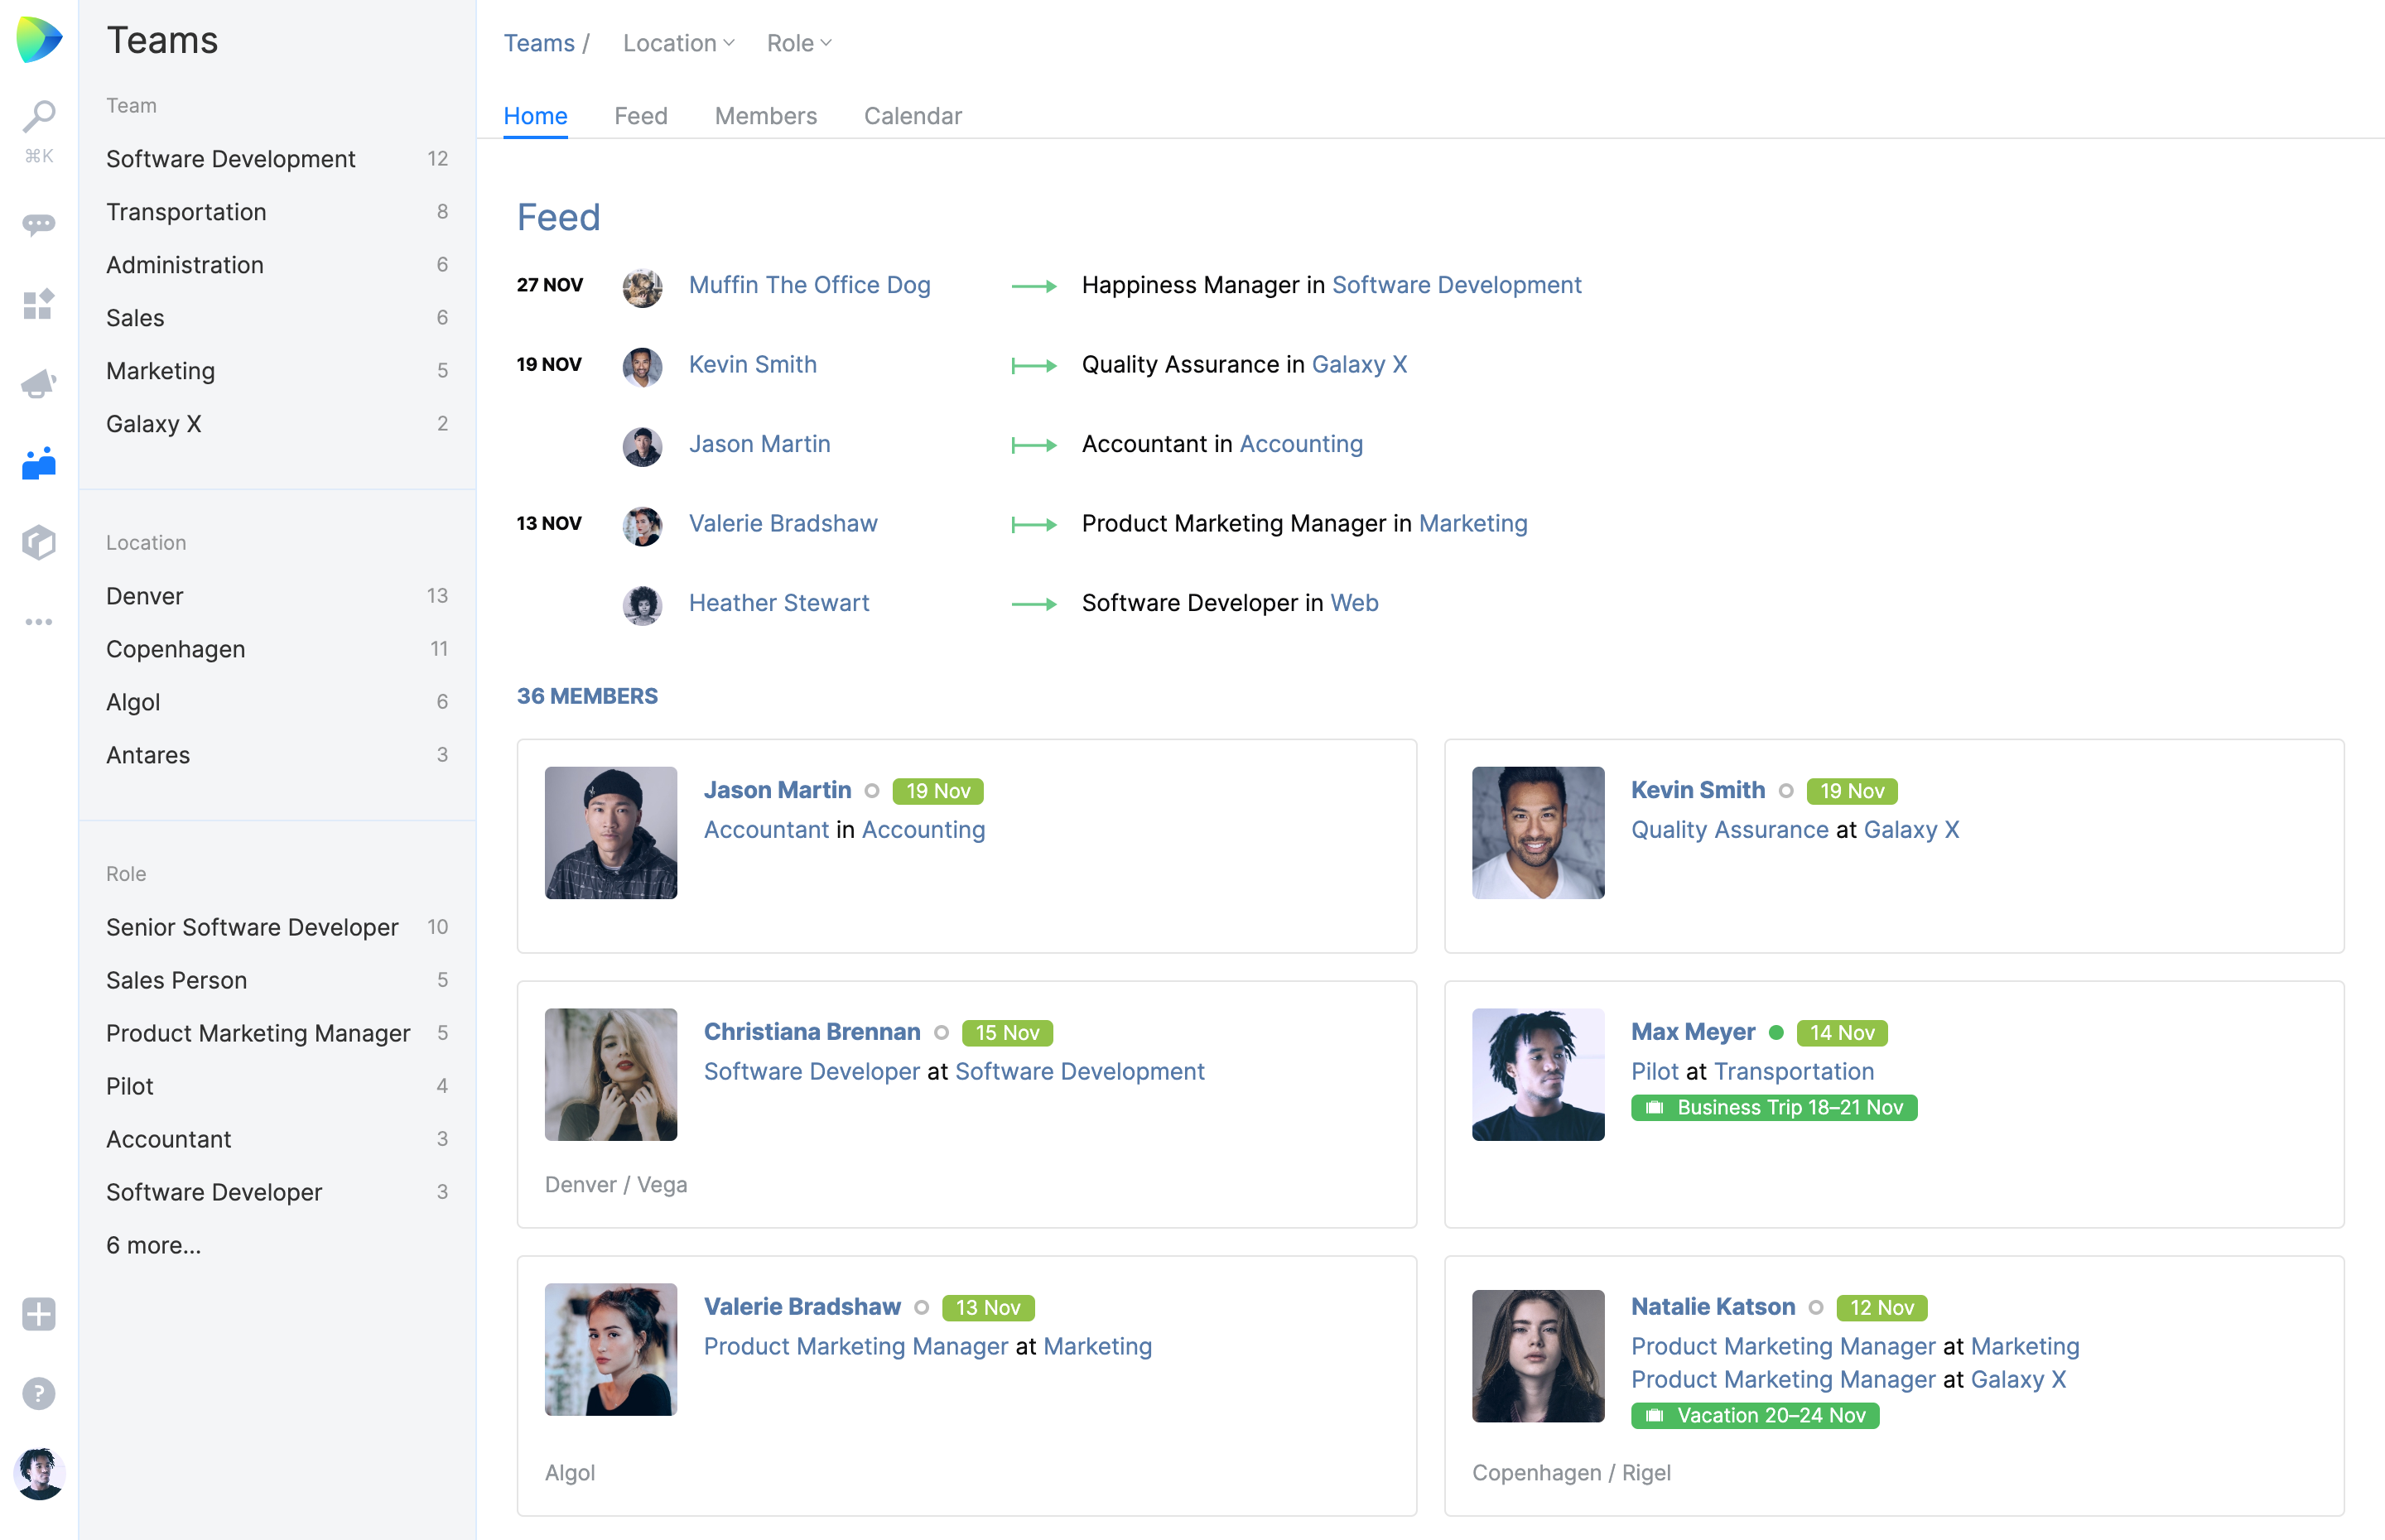 Teams
⌘K
Team
Software Development 12
Transportation 8
Administration 6
Sales 6
Marketing 5
Galaxy X 2
Location
Denver 13
Copenhagen 11
Algol 6
Antares 3
Role
Senior Software Developer 10
Sales Person 5
Product Marketing Manager 5
Pilot 4
Accountant 3
Software Developer 3
6 more...
Teams / Location Role
Home Feed Members Calendar
Feed
27 NOV Muffin The Office Dog Happiness Manager in Software Development
19 NOV Kevin Smith Quality Assurance in Galaxy X
Jason Martin Accountant in Accounting
13 NOV Valerie Bradshaw Product Marketing Manager in Marketing
Heather Stewart Software Developer in Web
36 MEMBERS
Jason Martin 19 Nov
Accountant in Accounting
Kevin Smith 19 Nov
Quality Assurance at Galaxy X
Christiana Brennan 15 Nov
Software Developer at Software Development
Denver / Vega
Max Meyer 14 Nov
Pilot at Transportation
Business Trip 18–21 Nov
Valerie Bradshaw 13 Nov
Product Marketing Manager at Marketing
Algol
Natalie Katson 12 Nov
Product Marketing Manager at Marketing
Product Marketing Manager at Galaxy X
Vacation 20–24 Nov
Copenhagen / Rigel